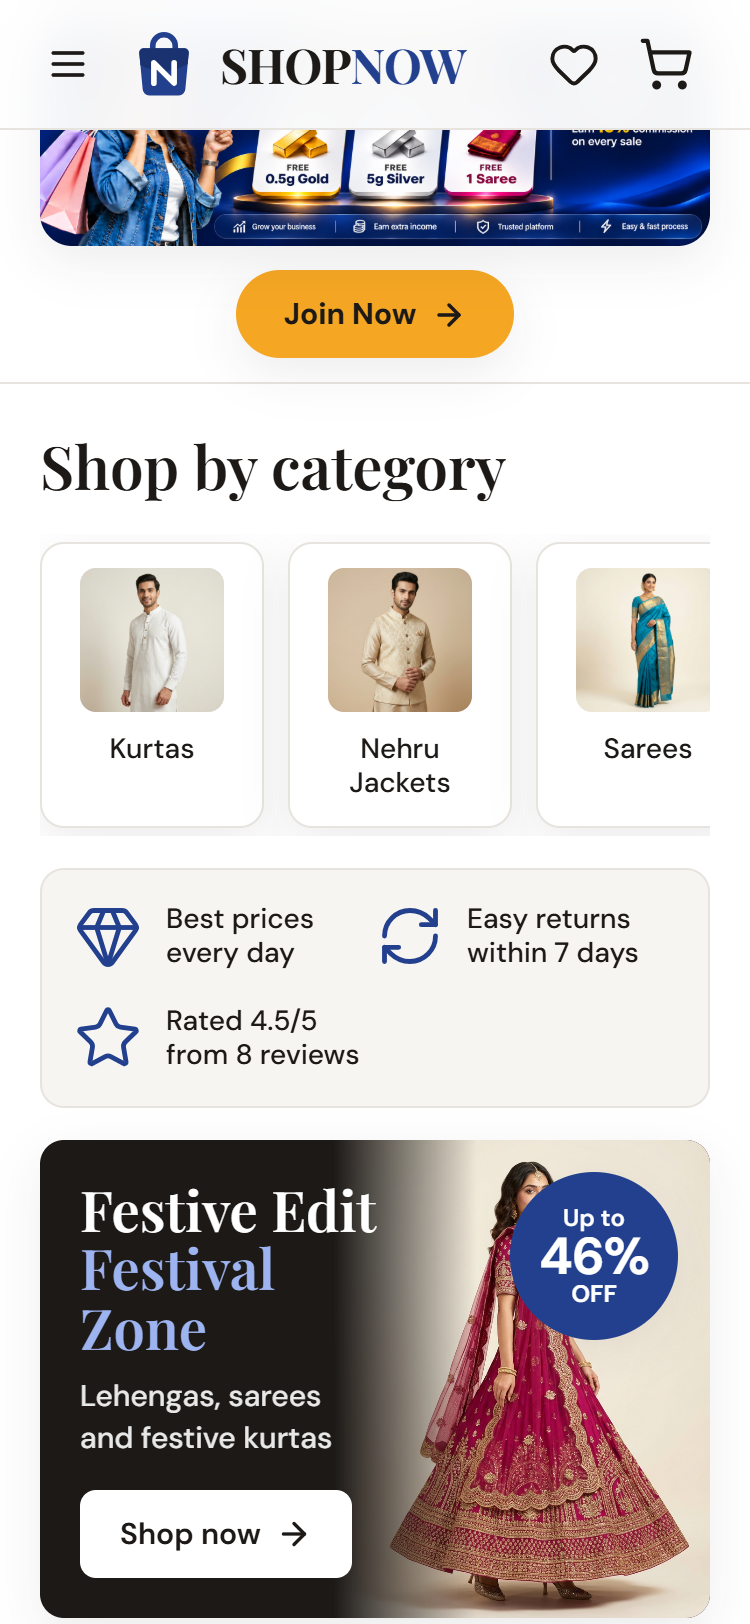 N
SHOPNOW
Earn 10% commission
on every sale
FREE
0.5g Gold
FREE
5g Silver
FREE
1 Saree
Grow your business
Earn extra income
Trusted platform
Easy & fast process
Join Now
Shop by category
Kurtas
Nehru
Jackets
Sarees
Best prices
every day
Easy returns
within 7 days
Rated 4.5/5
from 8 reviews
Festive Edit
Festival
Zone
Lehengas, sarees
and festive kurtas
Shop now
Up to
46%
OFF